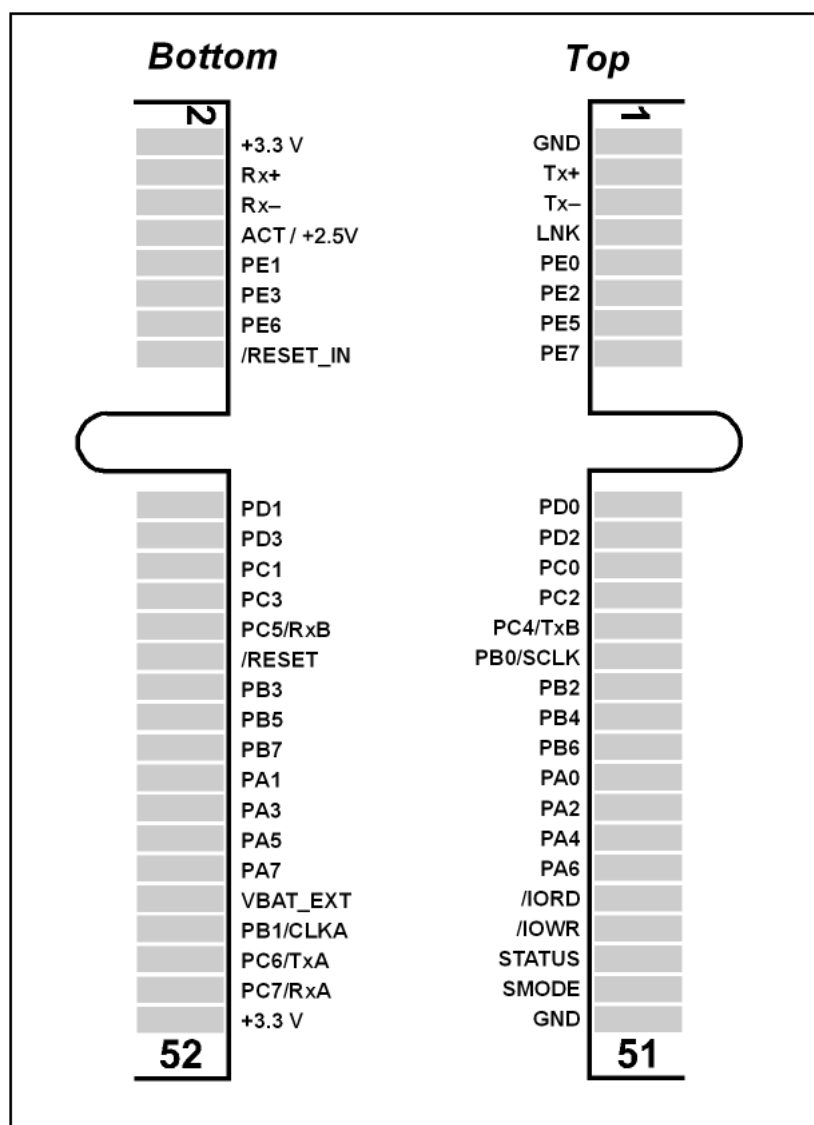 Bottom Top
2 1
+3.3 V GND
Rx+ Tx+
Rx– Tx–
ACT / +2.5V LNK
PE1 PE0
PE3 PE2
PE6 PE5
/RESET_IN PE7
PD1 PD0
PD3 PD2
PC1 PC0
PC3 PC2
PC5/RxB PC4/TxB
/RESET PB0/SCLK
PB3 PB2
PB5 PB4
PB7 PB6
PA1 PA0
PA3 PA2
PA5 PA4
PA7 PA6
VBAT_EXT /IORD
PB1/CLKA /IOWR
PC6/TxA STATUS
PC7/RxA SMODE
+3.3 V GND
52 51